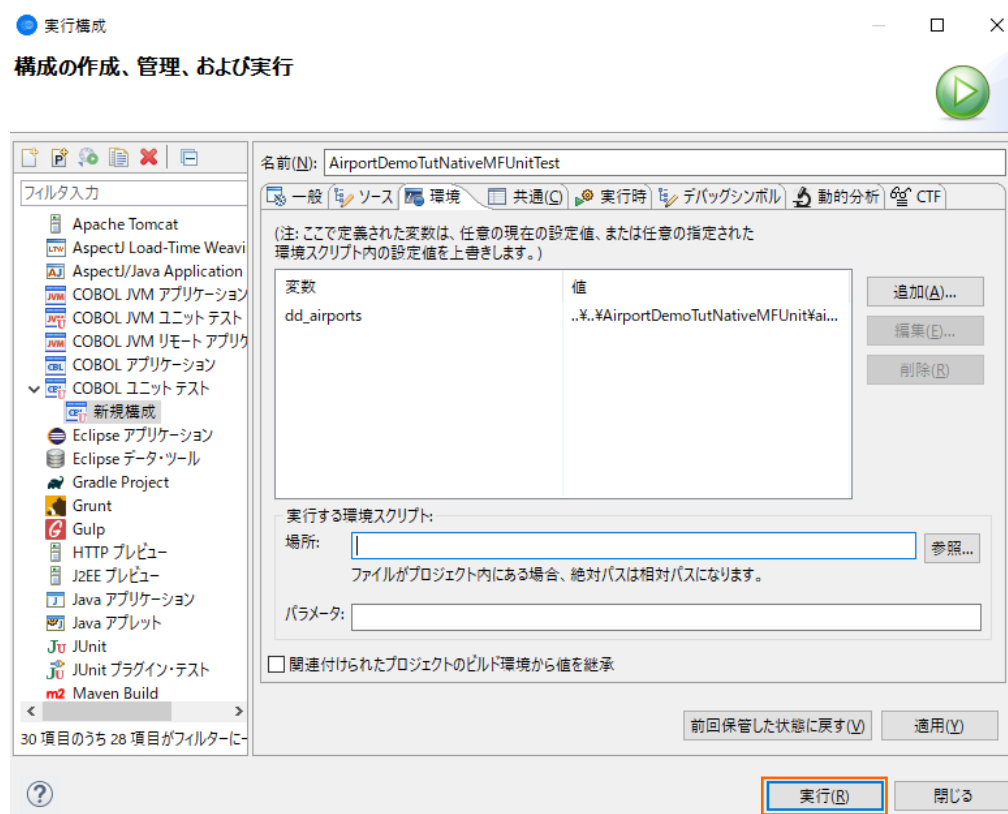 実行構成
構成の作成、管理、および実行
フィルタ入力
Apache Tomcat
AspectJ Load-Time Weavi
AspectJ/Java Application
COBOL JVM アプリケーション
COBOL JVM ユニット テスト
COBOL JVM リモート アプリケ
COBOL アプリケーション
COBOL ユニット テスト
新規構成
Eclipse アプリケーション
Eclipse データ・ツール
Gradle Project
Grunt
Gulp
HTTP プレビュー
J2EE プレビュー
Java アプリケーション
Java アプレット
JUnit
JUnit プラグイン・テスト
Maven Build
30 項目のうち 28 項目がフィルターに一
名前(N): AirportDemoTutNativeMFUnitTest
一般 ソース 環境 共通(C) 実行時 デバッグシンボル 動的分析 CTF
(注: ここで定義された変数は、任意の現在の設定値、または任意の指定された
環境スクリプト内の設定値を上書きします。)
変数 値
dd_airports ..¥..¥AirportDemoTutNativeMFUnit¥ai...
追加(A)...
編集(E)...
削除(R)
実行する環境スクリプト:
場所: 参照...
ファイルがプロジェクト内にある場合、絶対パスは相対パスになります。
パラメータ:
関連付けられたプロジェクトのビルド環境から値を継承
前回保管した状態に戻す(V) 適用(Y)
実行(R) 閉じる